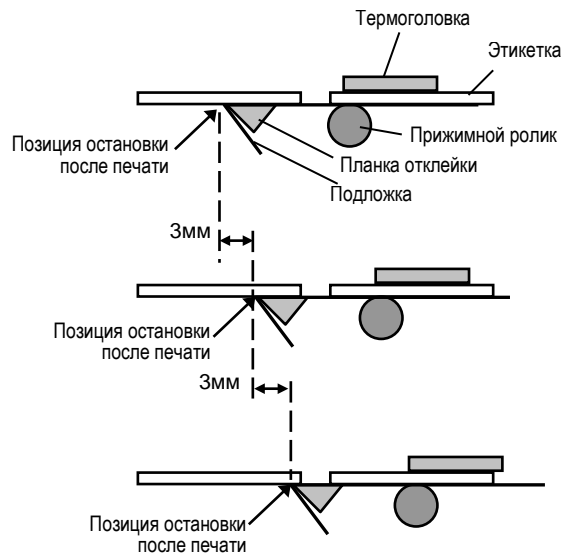 Термоголовка
Этикетка
Прижимной ролик
Позиция остановки
после печати
Планка отклейки
Подложка
3мм
Позиция остановки
после печати
3мм
Позиция остановки
после печати